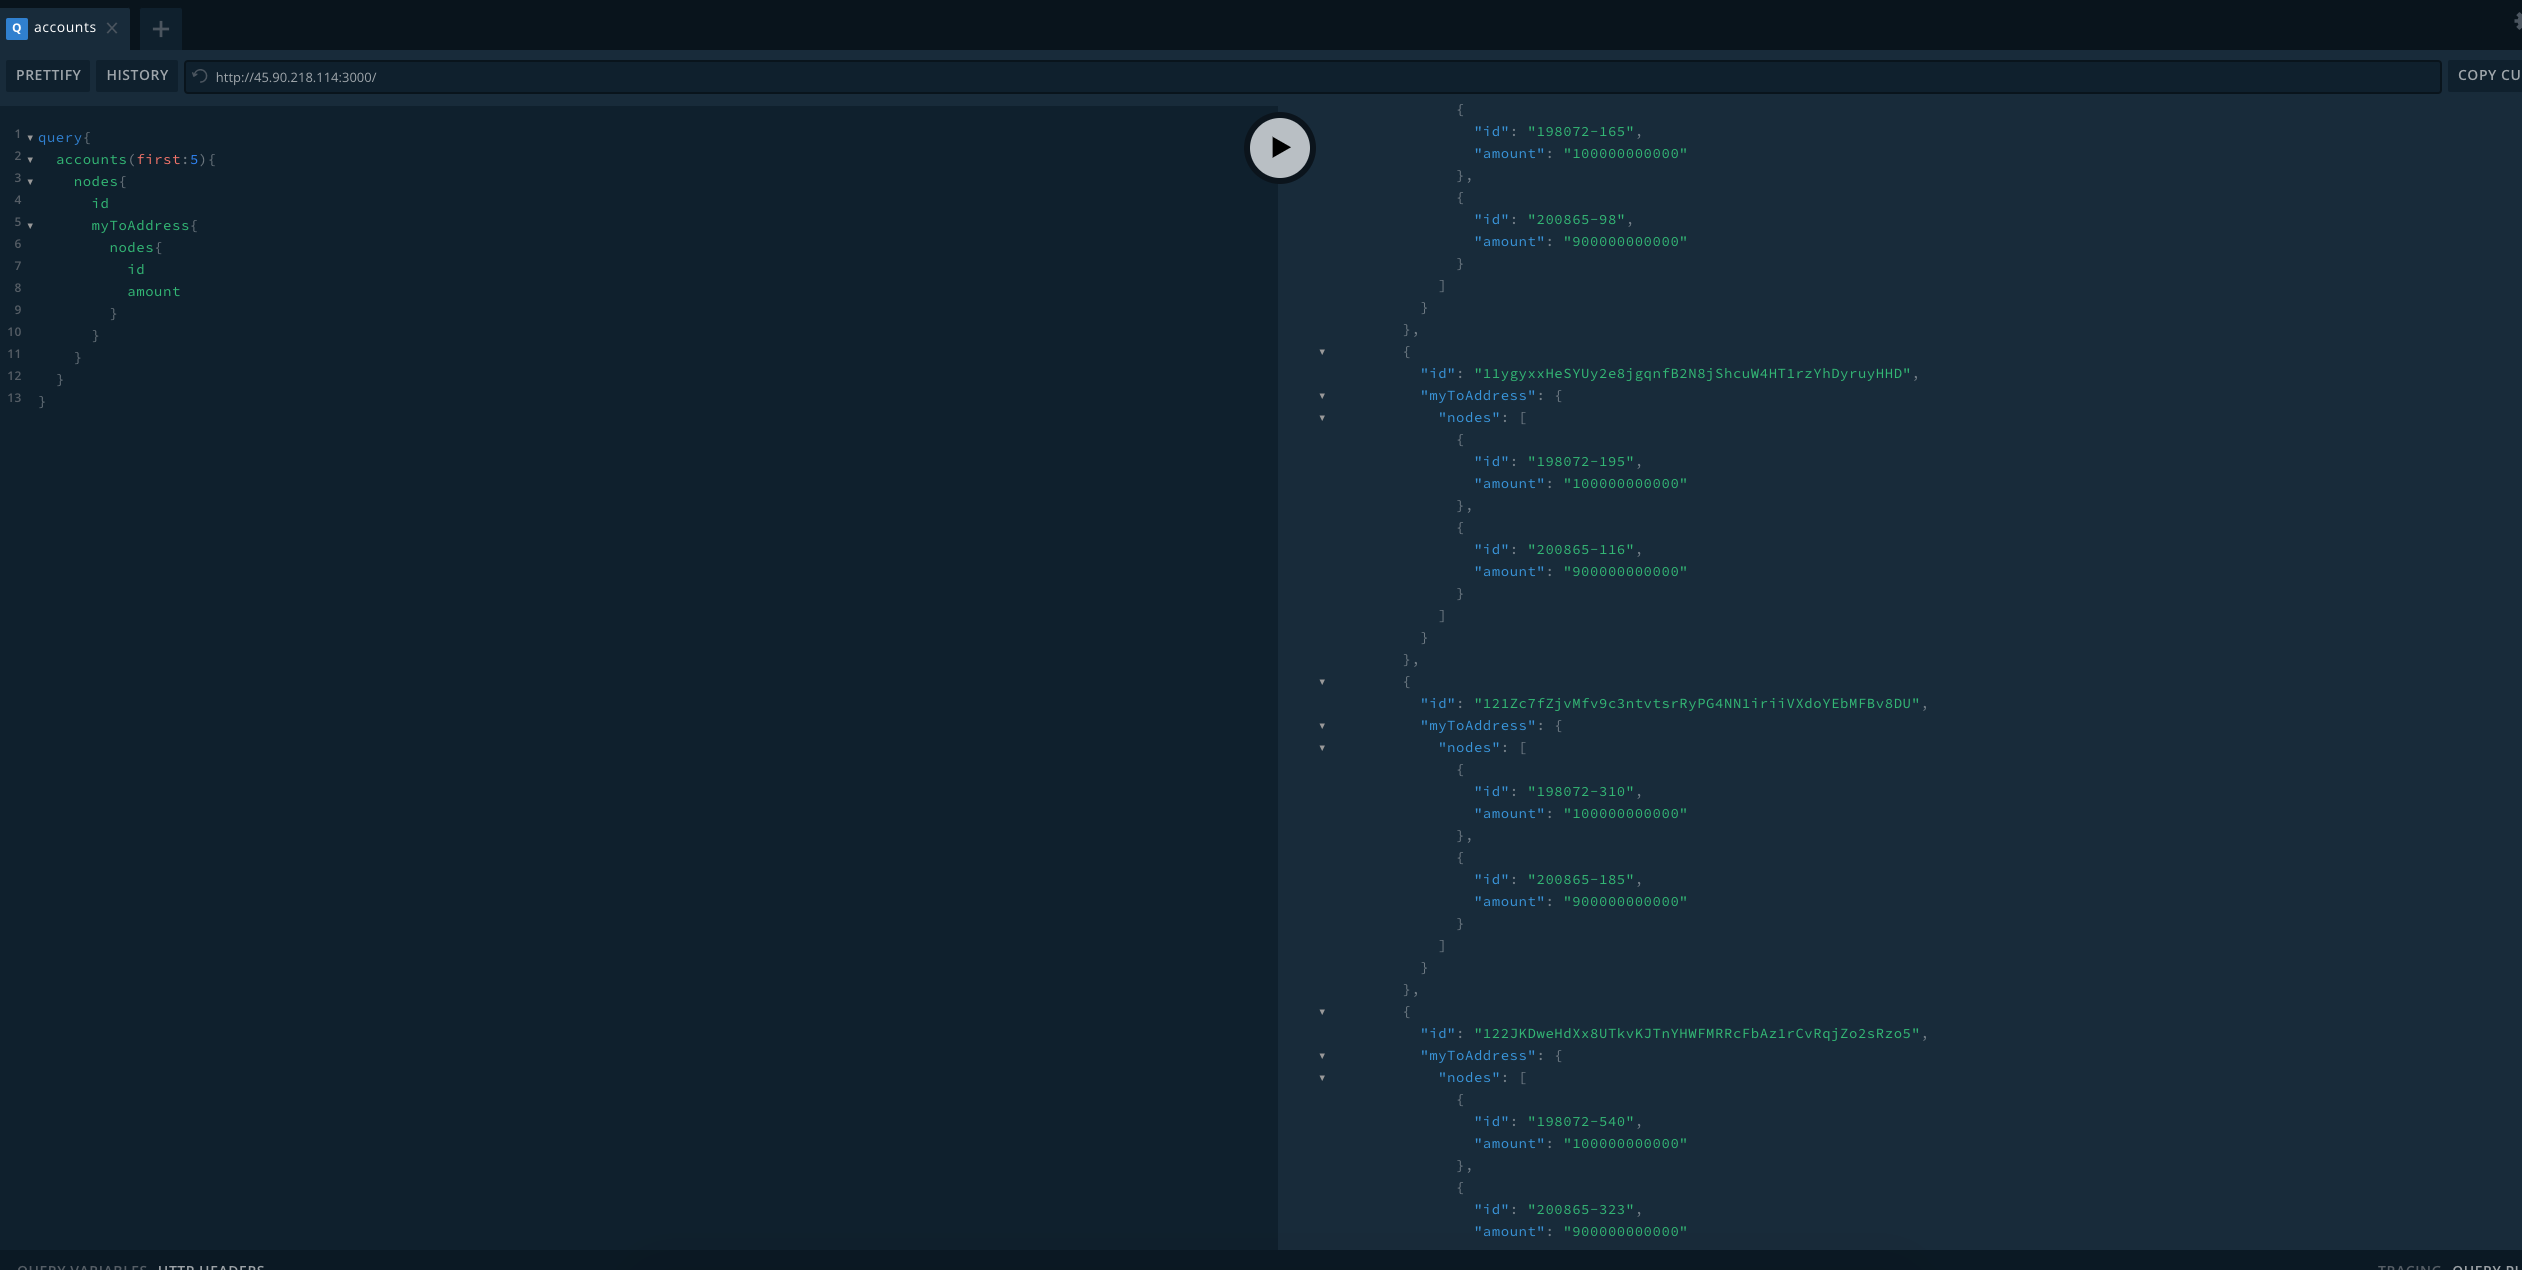 Q accounts
PRETTIFY HISTORY http://45.90.218.114:3000/ COPY CU
1 query{
2 accounts(first:5){
3 nodes{
4 id
5 myToAddress{
6 nodes{
7 id
8 amount
9 }
10 }
11 }
12 }
13 }
{
"id": "198072-165",
"amount": "100000000000"
},
{
"id": "200865-98",
"amount": "900000000000"
}
]
}
},
{
"id": "11ygyxxHeSYUy2e8jgqnfB2N8jShcuW4HT1rzYhDyruyHHD",
"myToAddress": {
"nodes": [
{
"id": "198072-195",
"amount": "100000000000"
},
{
"id": "200865-116",
"amount": "900000000000"
}
]
}
},
{
"id": "121Zc7fZjvMfv9c3ntvtsrRyPG4NN1iriiVXdoYEbMFBv8DU",
"myToAddress": {
"nodes": [
{
"id": "198072-310",
"amount": "100000000000"
},
{
"id": "200865-185",
"amount": "900000000000"
}
]
}
},
{
"id": "122JKDweHdXx8UTkvKJTnYHWFMRRcFbAz1rCvRqjZo2sRzo5",
"myToAddress": {
"nodes": [
{
"id": "198072-540",
"amount": "100000000000"
},
{
"id": "200865-323",
"amount": "900000000000"
QUERY VARIABLES HTTP HEADERS TRACING QUERY PL